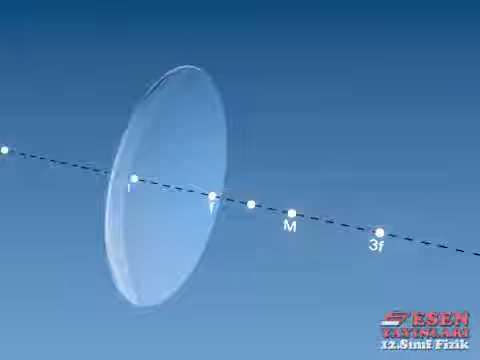 f
M
3f
ESEN
YAYINLARI
12.Sınıf Fizik